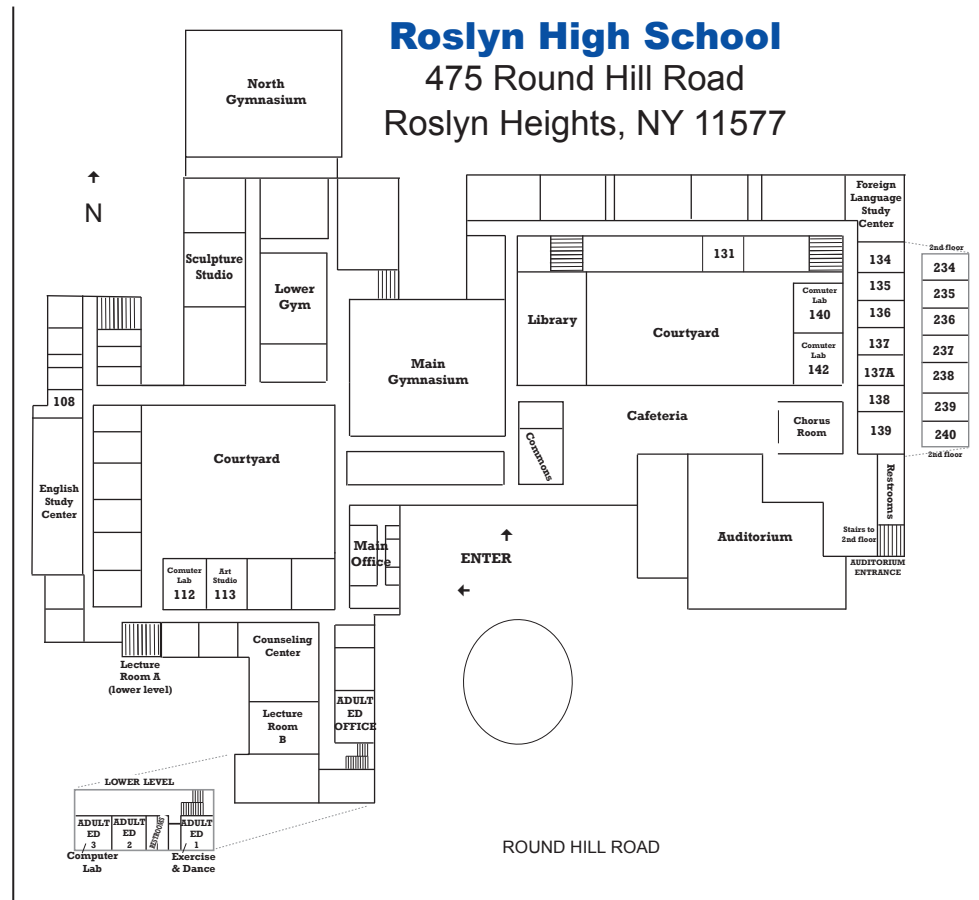 Roslyn High School
475 Round Hill Road
Roslyn Heights, NY 11577
North
Gymnasium
N
Foreign
Language
Study
Center
Sculpture
Studio
Lower
Gym
131
2nd floor
134
234
135
235
136
236
137
237
137A
238
138
239
139
240
2nd floor
Comuter
Lab
140
Comuter
Lab
142
Library
Courtyard
Main
Gymnasium
108
Cafeteria
Chorus
Room
Commons
Courtyard
English
Study
Center
Restrooms
Stairs to
2nd floor
AUDITORIUM
ENTRANCE
Auditorium
Main
Office
ENTER
Comuter
Lab
112
Art
Studio
113
Counseling
Center
Lecture
Room A
(lower level)
ADULT
ED
OFFICE
Lecture
Room
B
LOWER LEVEL
ADULT
ED
3
ADULT
ED
2
RESTROOMS
ADULT
ED
1
Computer
Lab
Exercise
& Dance
ROUND HILL ROAD